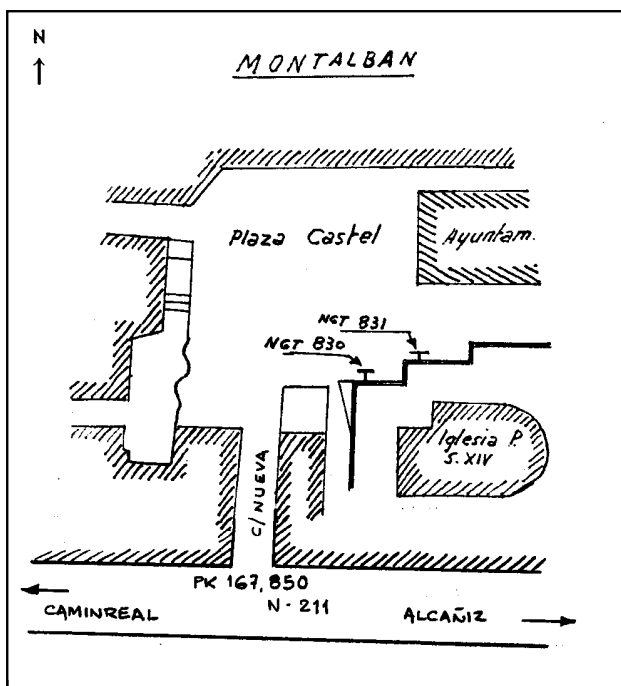 N
MONTALBAN
Plaza Castel
Ayuntam.
NGT 831
NGT 830
Iglesia P.
S. XIV
C/NUEVA
PK 167,850
N-211
CAMINREAL
ALCAÑIZ